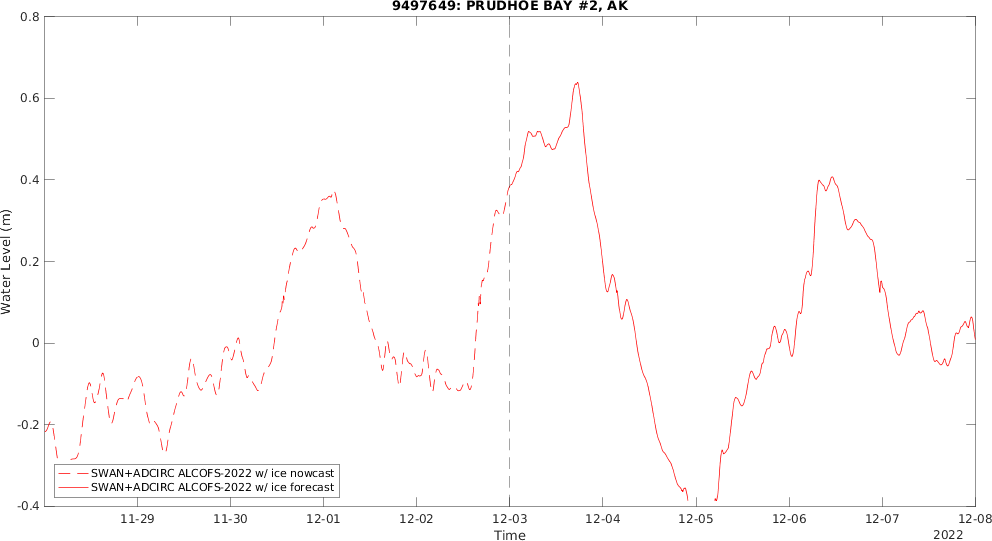 9497649: PRUDHOE BAY #2, AK
0.8
0.6
0.4
0.2
0
-0.2
-0.4
Water Level (m)
SWAN+ADCIRC ALCOFS-2022 w/ ice nowcast
SWAN+ADCIRC ALCOFS-2022 w/ ice forecast
11-29 11-30 12-01 12-02 12-03 12-04 12-05 12-06 12-07 12-08
Time
2022